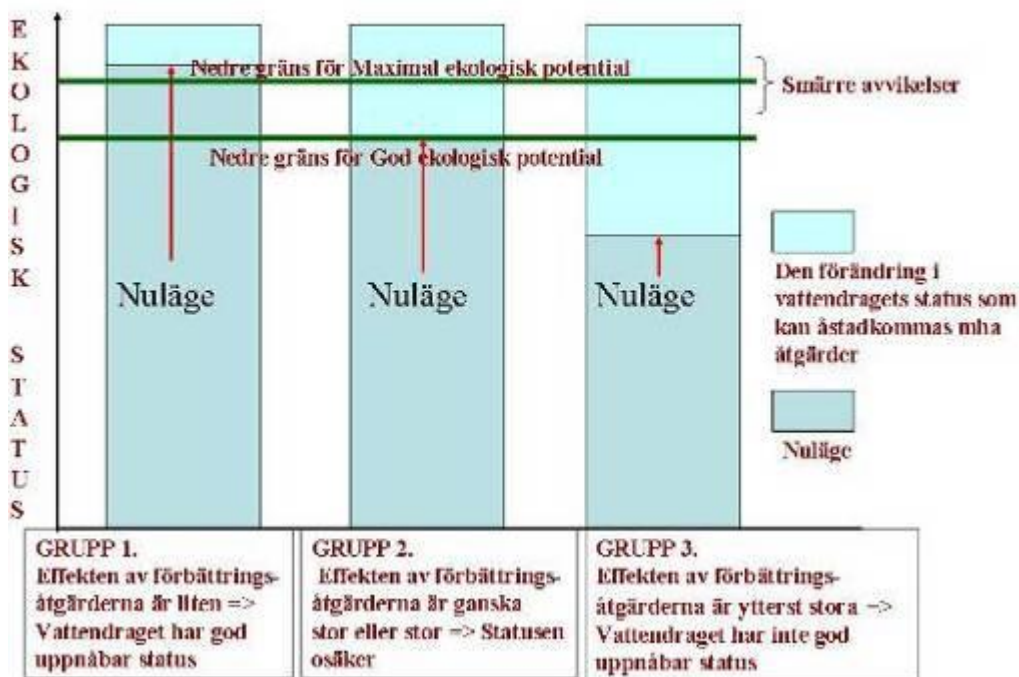 EKOLOGISK STATUS
Nedre gräns för Maximal ekologisk potential
Smärre avvikelser
Nedre gräns för God ekologisk potential
Nuläge
Nuläge
Nuläge
Den förändring i
vattendragets status som
kan åstadkommas mha
åtgärder
Nuläge
GRUPP 1.
Effekten av förbättrings-
åtgärderna är liten =>
Vattendraget har god
uppnåbar status
GRUPP 2.
Effekten av förbättrings-
åtgärderna är ganska
stor eller stor => Statusen
osäker
GRUPP 3.
Effekten av förbättrings-
åtgärderna är ytterst stora =>
Vattendraget har inte god
uppnåbar status